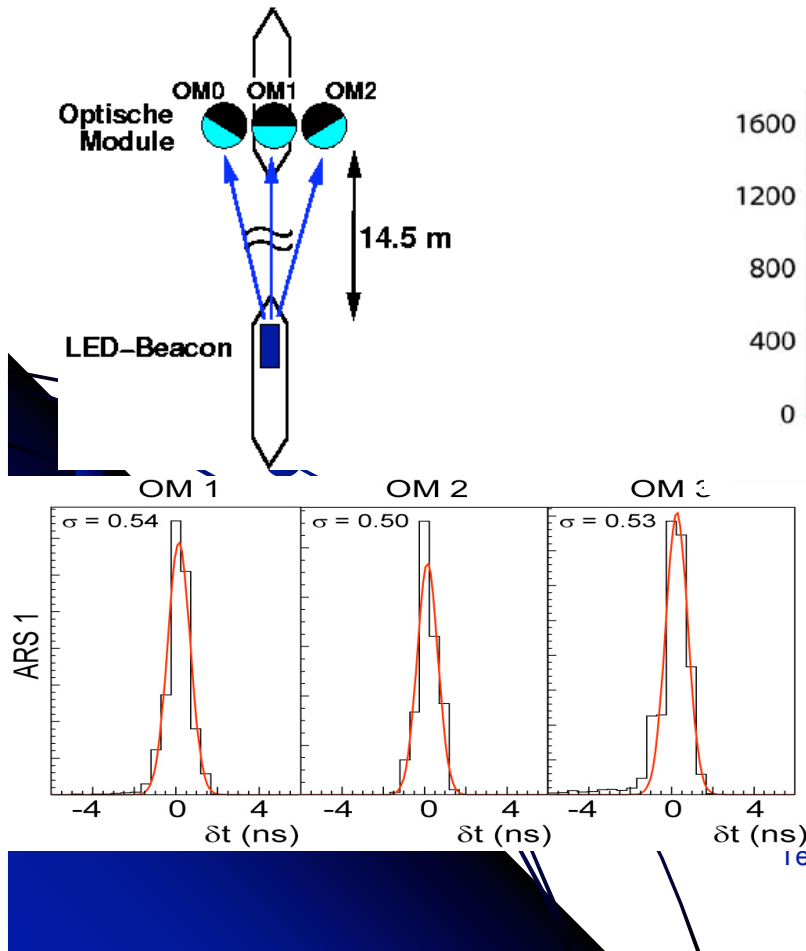 OM0 OM1 OM2
Optische
Module
14.5 m
LED–Beacon
1600
1200
800
400
0
OM 1 OM 2 OM
σ = 0.54 σ = 0.50 σ = 0.53
ARS 1
-4 0 4 -4 0 4 -4 0 4
δt (ns) δt (ns) δt (ns)